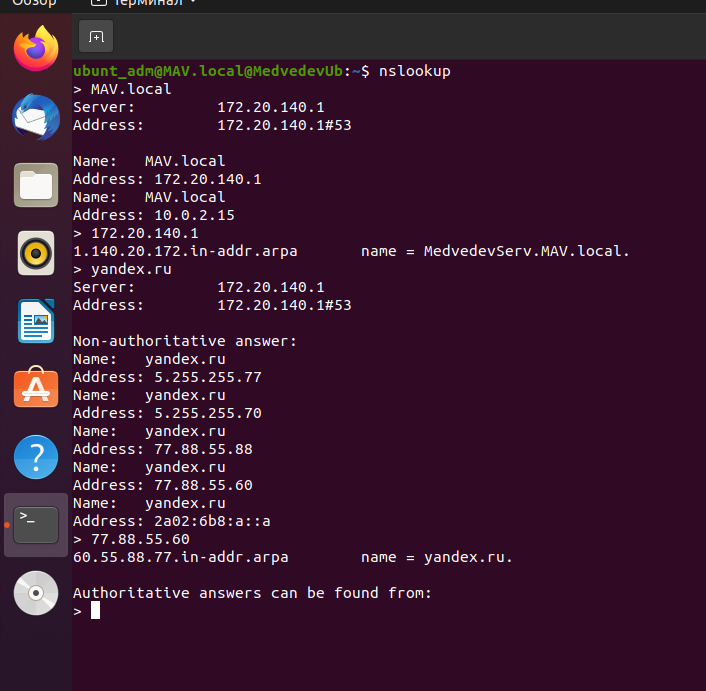 Обзор Терминал
ubunt_adm@MAV.local@MedvedevUb:~$ nslookup
> MAV.local
Server:		172.20.140.1
Address:	172.20.140.1#53

Name:	MAV.local
Address: 172.20.140.1
Name:	MAV.local
Address: 10.0.2.15
> 172.20.140.1
1.140.20.172.in-addr.arpa	name = MedvedevServ.MAV.local.
> yandex.ru
Server:		172.20.140.1
Address:	172.20.140.1#53

Non-authoritative answer:
Name:	yandex.ru
Address: 5.255.255.77
Name:	yandex.ru
Address: 5.255.255.70
Name:	yandex.ru
Address: 77.88.55.88
Name:	yandex.ru
Address: 77.88.55.60
Name:	yandex.ru
Address: 2a02:6b8:a::a
> 77.88.55.60
60.55.88.77.in-addr.arpa	name = yandex.ru.

Authoritative answers can be found from:
>